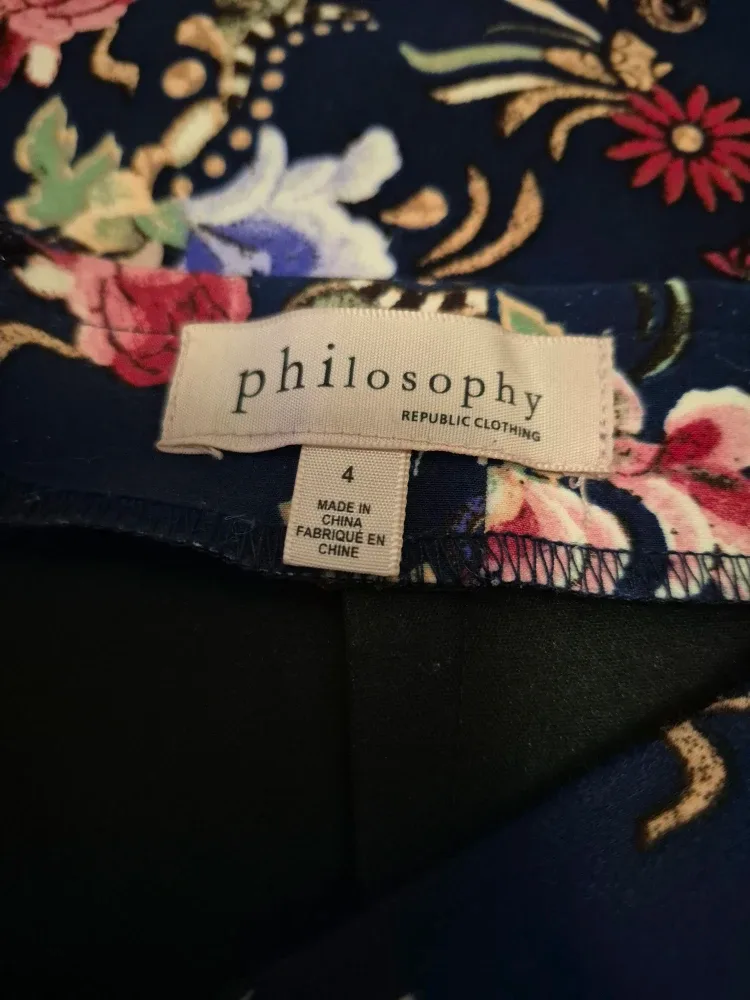 philosophy
REPUBLIC CLOTHING
4
MADE IN
CHINA
FABRIQUÉ EN
CHINE